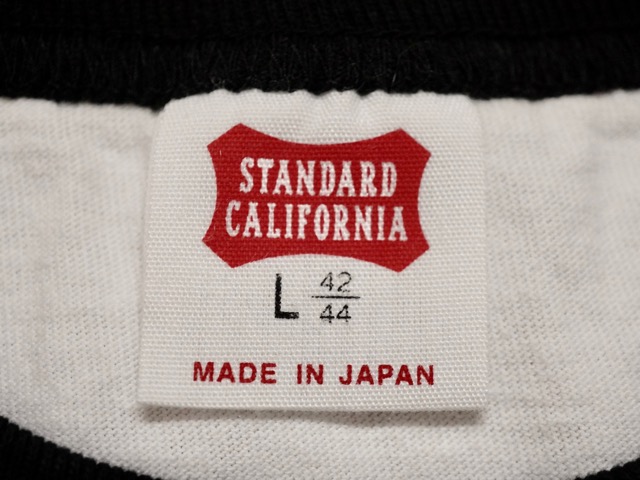 STANDARD
CALIFORNIA
L 42/44
MADE IN JAPAN